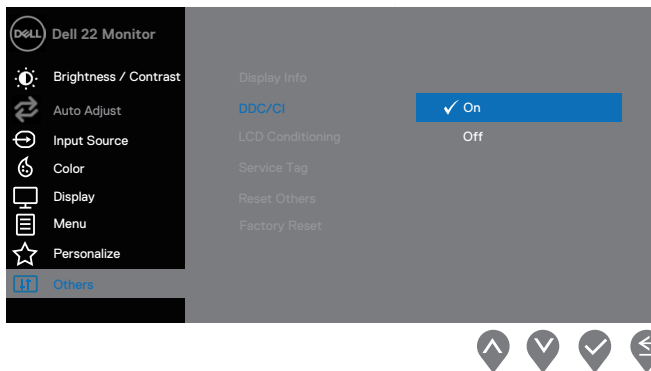 DELL Dell 22 Monitor
Brightness / Contrast
Auto Adjust
Input Source
Color
Display
Menu
Personalize
Others
Display Info
DDC/CI
LCD Conditioning
Service Tag
Reset Others
Factory Reset
On
Off